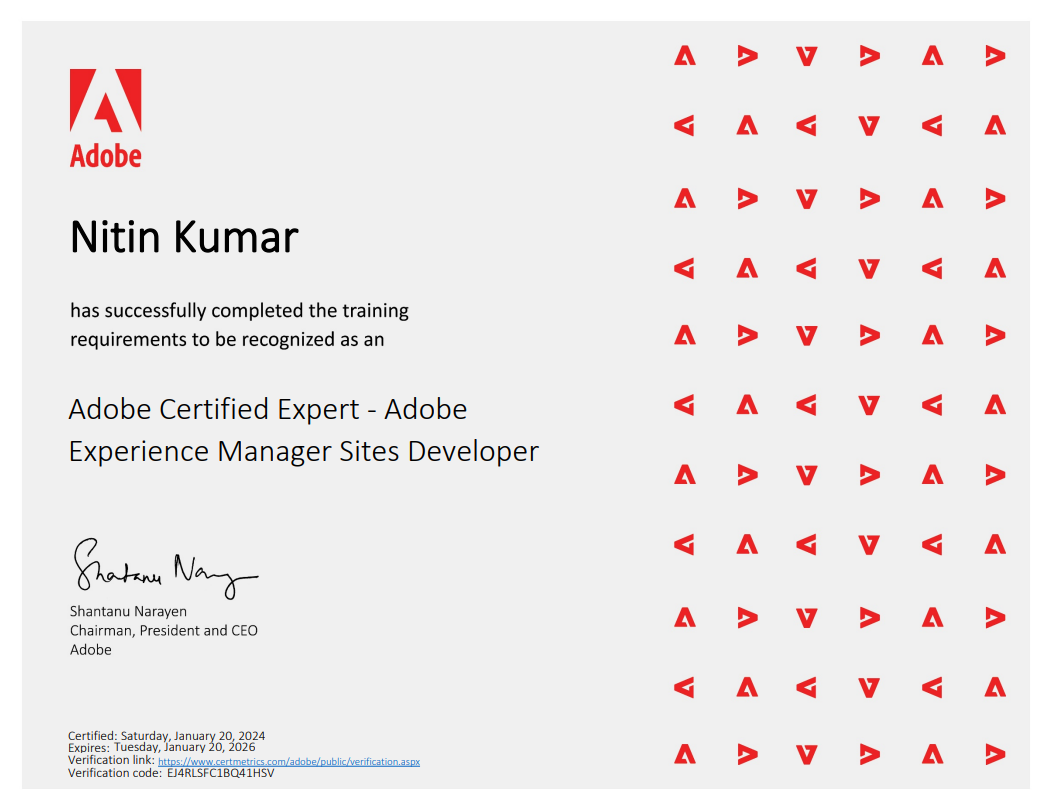 Adobe
Nitin Kumar
has successfully completed the training
requirements to be recognized as an
Adobe Certified Expert - Adobe
Experience Manager Sites Developer
Shantanu Narayen
Shantanu Narayen
Chairman, President and CEO
Adobe
Certified: Saturday, January 20, 2024
Expires: Tuesday, January 20, 2026
Verification link: https://www.certmetrics.com/adobe/public/verification.aspx
Verification code: EJ4RLSFC1BQ41HSV